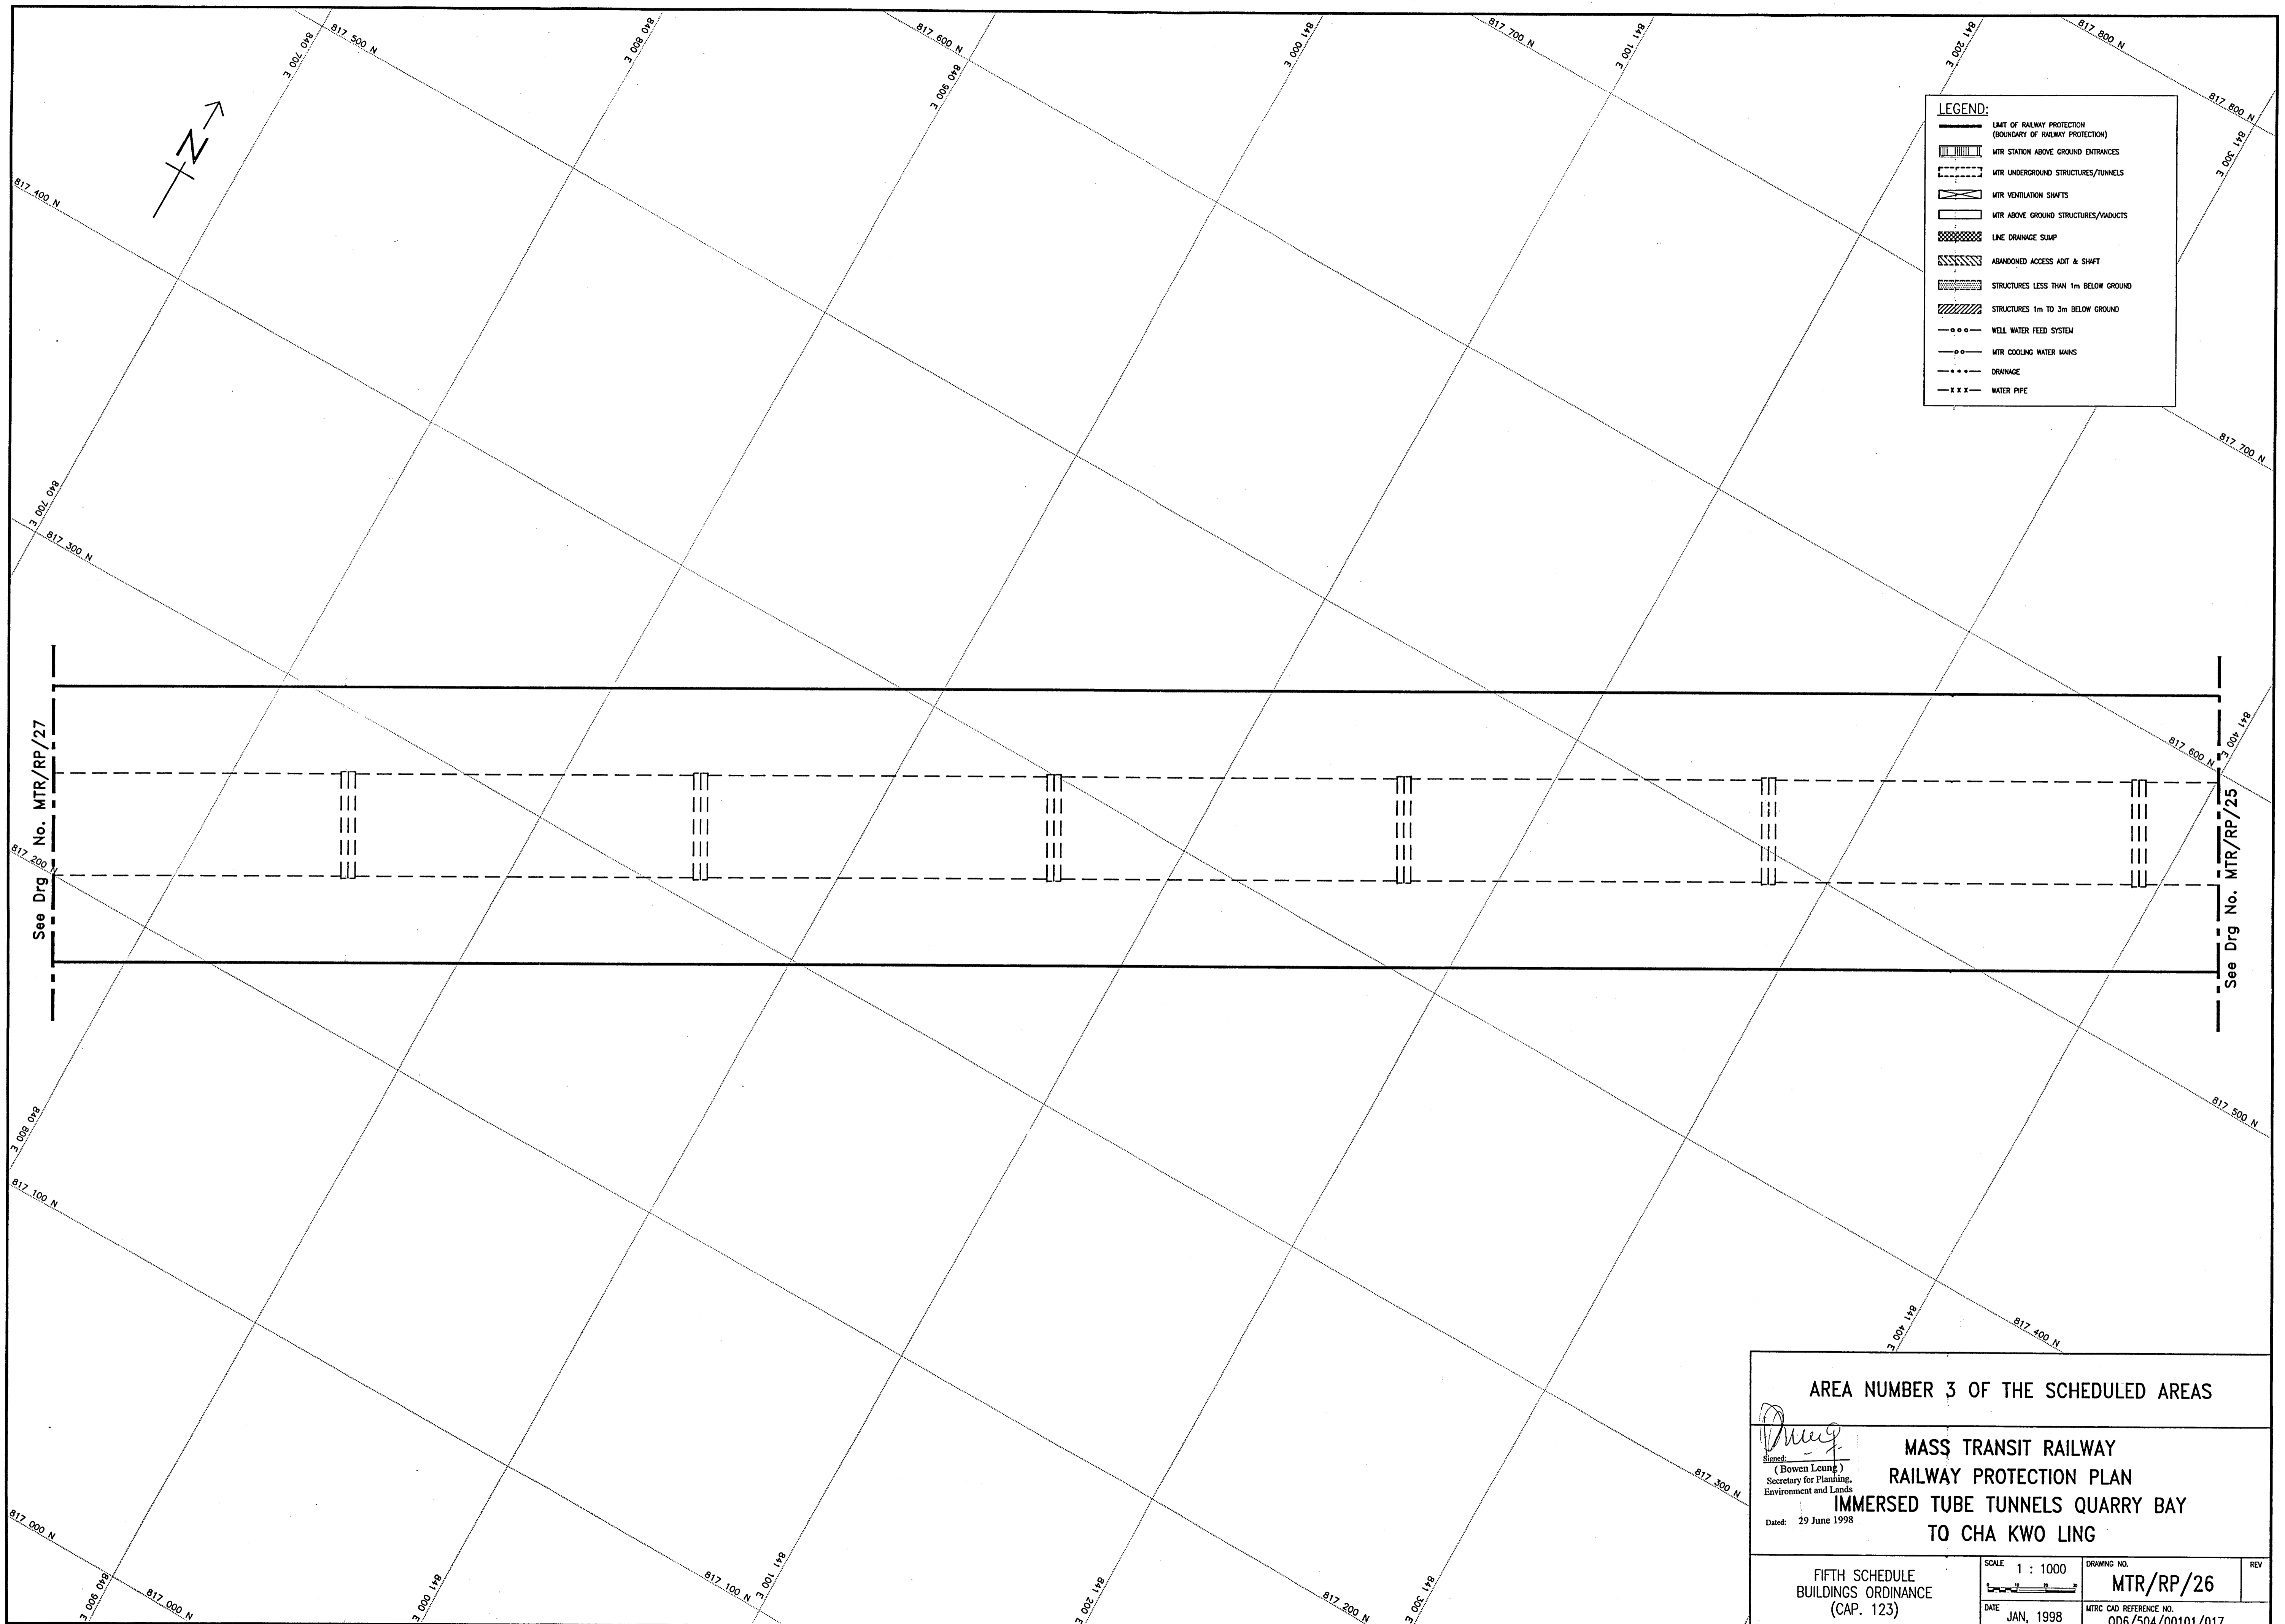 840 700 E
817 500 N
840 800 E
817 600 N
840 900 E
841 000 E
817 700 N
841 100 E
841 200 E
817 800 N
817 800 N
841 300 E
N
817 400 N
LEGEND:
LIMIT OF RAILWAY PROTECTION
(BOUNDARY OF RAILWAY PROTECTION)
MTR STATION ABOVE GROUND ENTRANCES
MTR UNDERGROUND STRUCTURES/TUNNELS
MTR VENTILATION SHAFTS
MTR ABOVE GROUND STRUCTURES/VIADUCTS
LINE DRAINAGE SUMP
ABANDONED ACCESS ADIT & SHAFT
STRUCTURES LESS THAN 1m BELOW GROUND
STRUCTURES 1m TO 3m BELOW GROUND
WELL WATER FEED SYSTEM
MTR COOLING WATER MAINS
DRAINAGE
WATER PIPE
817 700 N
840 700 E
817 300 N
841 400 E
817 600 N
See Drg No. MTR/RP/27
See Drg No. MTR/RP/25
817 200 N
840 800 E
817 500 N
817 100 N
841 400 E
817 400 N
817 300 N
817 000 N
840 900 E
817 000 N
841 000 E
817 100 N
841 100 E
841 200 E
817 200 N
841 300 E
AREA NUMBER 3 OF THE SCHEDULED AREAS
Signed:
( Bowen Leung )
Secretary for Planning,
Environment and Lands
Dated: 29 June 1998
MASS TRANSIT RAILWAY
RAILWAY PROTECTION PLAN
IMMERSED TUBE TUNNELS QUARRY BAY
TO CHA KWO LING
FIFTH SCHEDULE
BUILDINGS ORDINANCE
(CAP. 123)
SCALE
1 : 1000
DATE
JAN, 1998
DRAWING NO.
MTR/RP/26
REV
MTRC CAD REFERENCE NO.
0D6/504/00101/017